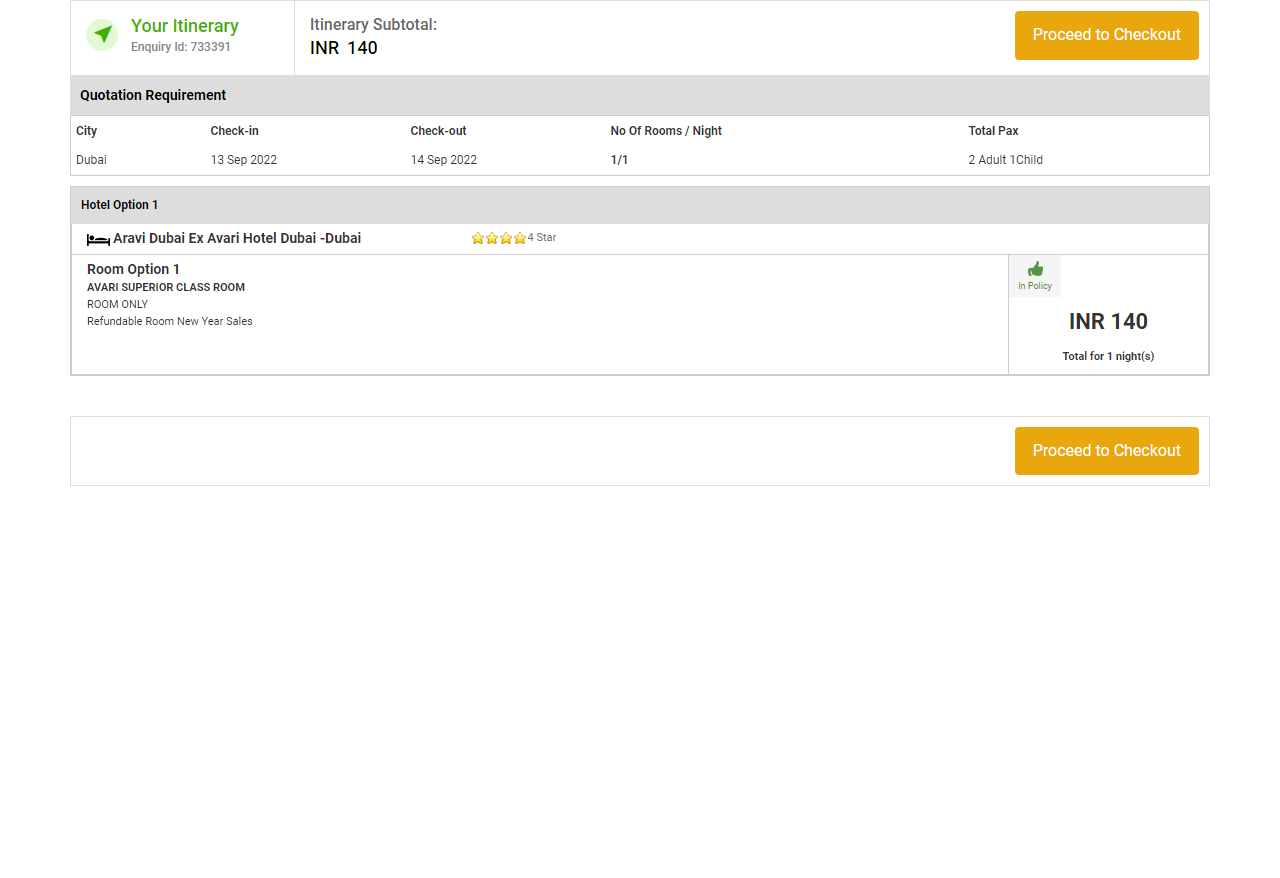 Your Itinerary
Enquiry Id: 733391
Itinerary Subtotal:
INR 140
Proceed to Checkout
Quotation Requirement
City Check-in Check-out No Of Rooms / Night Total Pax
Dubai 13 Sep 2022 14 Sep 2022 1/1 2 Adult 1Child
Hotel Option 1
Aravi Dubai Ex Avari Hotel Dubai -Dubai 4 Star
Room Option 1
AVARI SUPERIOR CLASS ROOM
ROOM ONLY
Refundable Room New Year Sales
In Policy
INR 140
Total for 1 night(s)
Proceed to Checkout